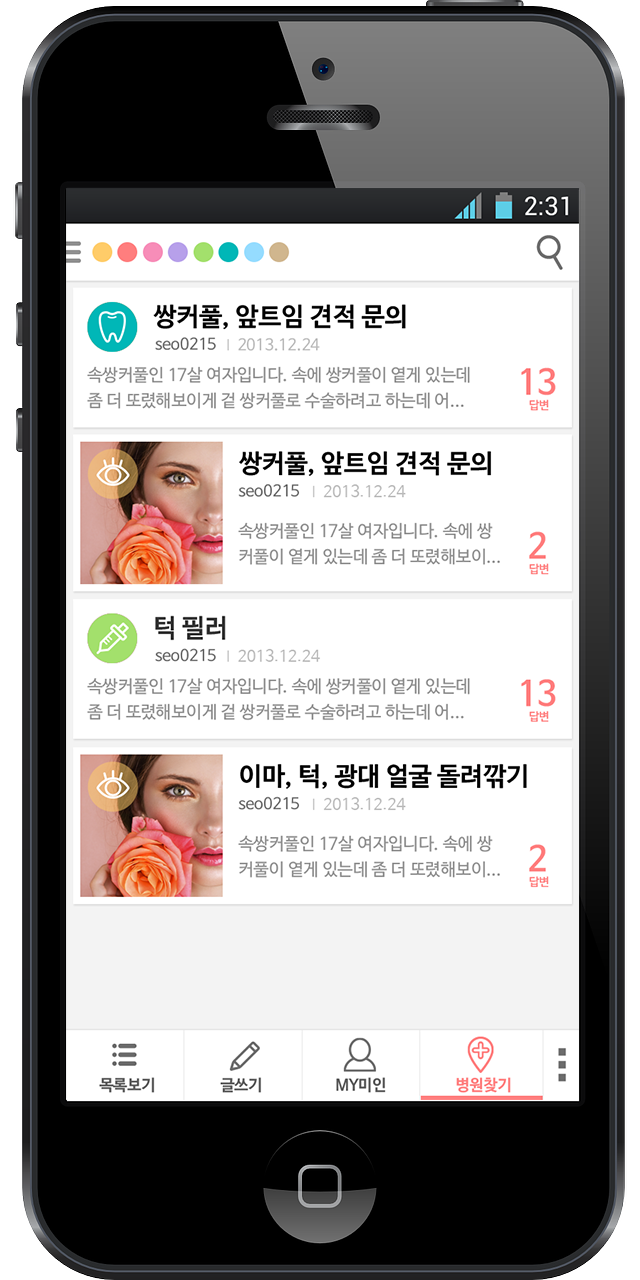 2:31
쌍커풀, 앞트임 견적 문의
seo0215 | 2013.12.24
속쌍커풀인 17살 여자입니다. 속에 쌍커풀이 옅게 있는데
좀 더 또렸해보이게 겉 쌍커풀로 수술하려고 하는데 어...
13
답변
쌍커풀, 앞트임 견적 문의
seo0215 | 2013.12.24
속쌍커풀인 17살 여자입니다. 속에 쌍
커풀이 옅게 있는데 좀 더 또렸해보이...
2
답변
턱 필러
seo0215 | 2013.12.24
속쌍커풀인 17살 여자입니다. 속에 쌍커풀이 옅게 있는데
좀 더 또렸해보이게 겉 쌍커풀로 수술하려고 하는데 어...
13
답변
이마, 턱, 광대 얼굴 돌려깎기
seo0215 | 2013.12.24
속쌍커풀인 17살 여자입니다. 속에 쌍
커풀이 옅게 있는데 좀 더 또렸해보이...
2
답변
목록보기 글쓰기 MY미인 병원찾기